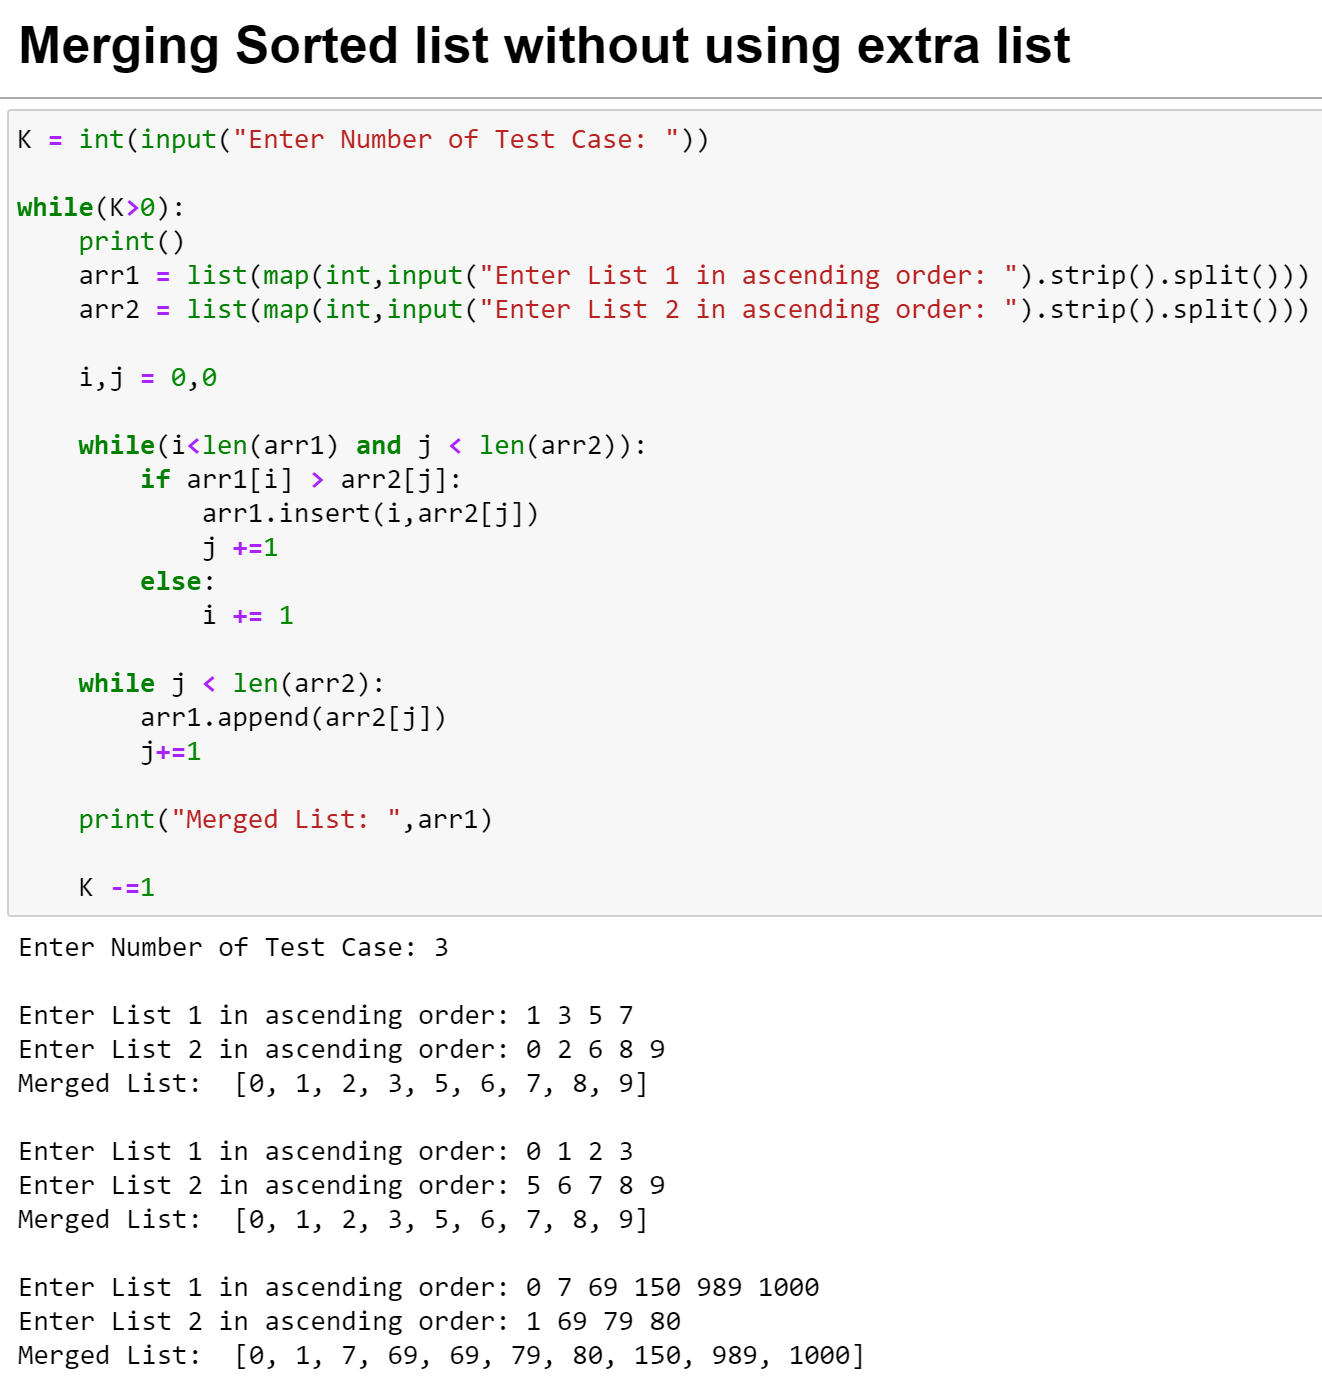 Merging Sorted list without using extra list
K = int(input("Enter Number of Test Case: "))
while(K>0):
    print()
    arr1 = list(map(int,input("Enter List 1 in ascending order: ").strip().split()))
    arr2 = list(map(int,input("Enter List 2 in ascending order: ").strip().split()))
    i,j = 0,0
    while(i<len(arr1) and j < len(arr2)):
        if arr1[i] > arr2[j]:
            arr1.insert(i,arr2[j])
            j +=1
        else:
            i += 1
    while j < len(arr2):
        arr1.append(arr2[j])
        j+=1
    print("Merged List: ",arr1)
    K -=1
Enter Number of Test Case: 3
Enter List 1 in ascending order: 1 3 5 7
Enter List 2 in ascending order: 0 2 6 8 9
Merged List:  [0, 1, 2, 3, 5, 6, 7, 8, 9]
Enter List 1 in ascending order: 0 1 2 3
Enter List 2 in ascending order: 5 6 7 8 9
Merged List:  [0, 1, 2, 3, 5, 6, 7, 8, 9]
Enter List 1 in ascending order: 0 7 69 150 989 1000
Enter List 2 in ascending order: 1 69 79 80
Merged List:  [0, 1, 7, 69, 69, 79, 80, 150, 989, 1000]